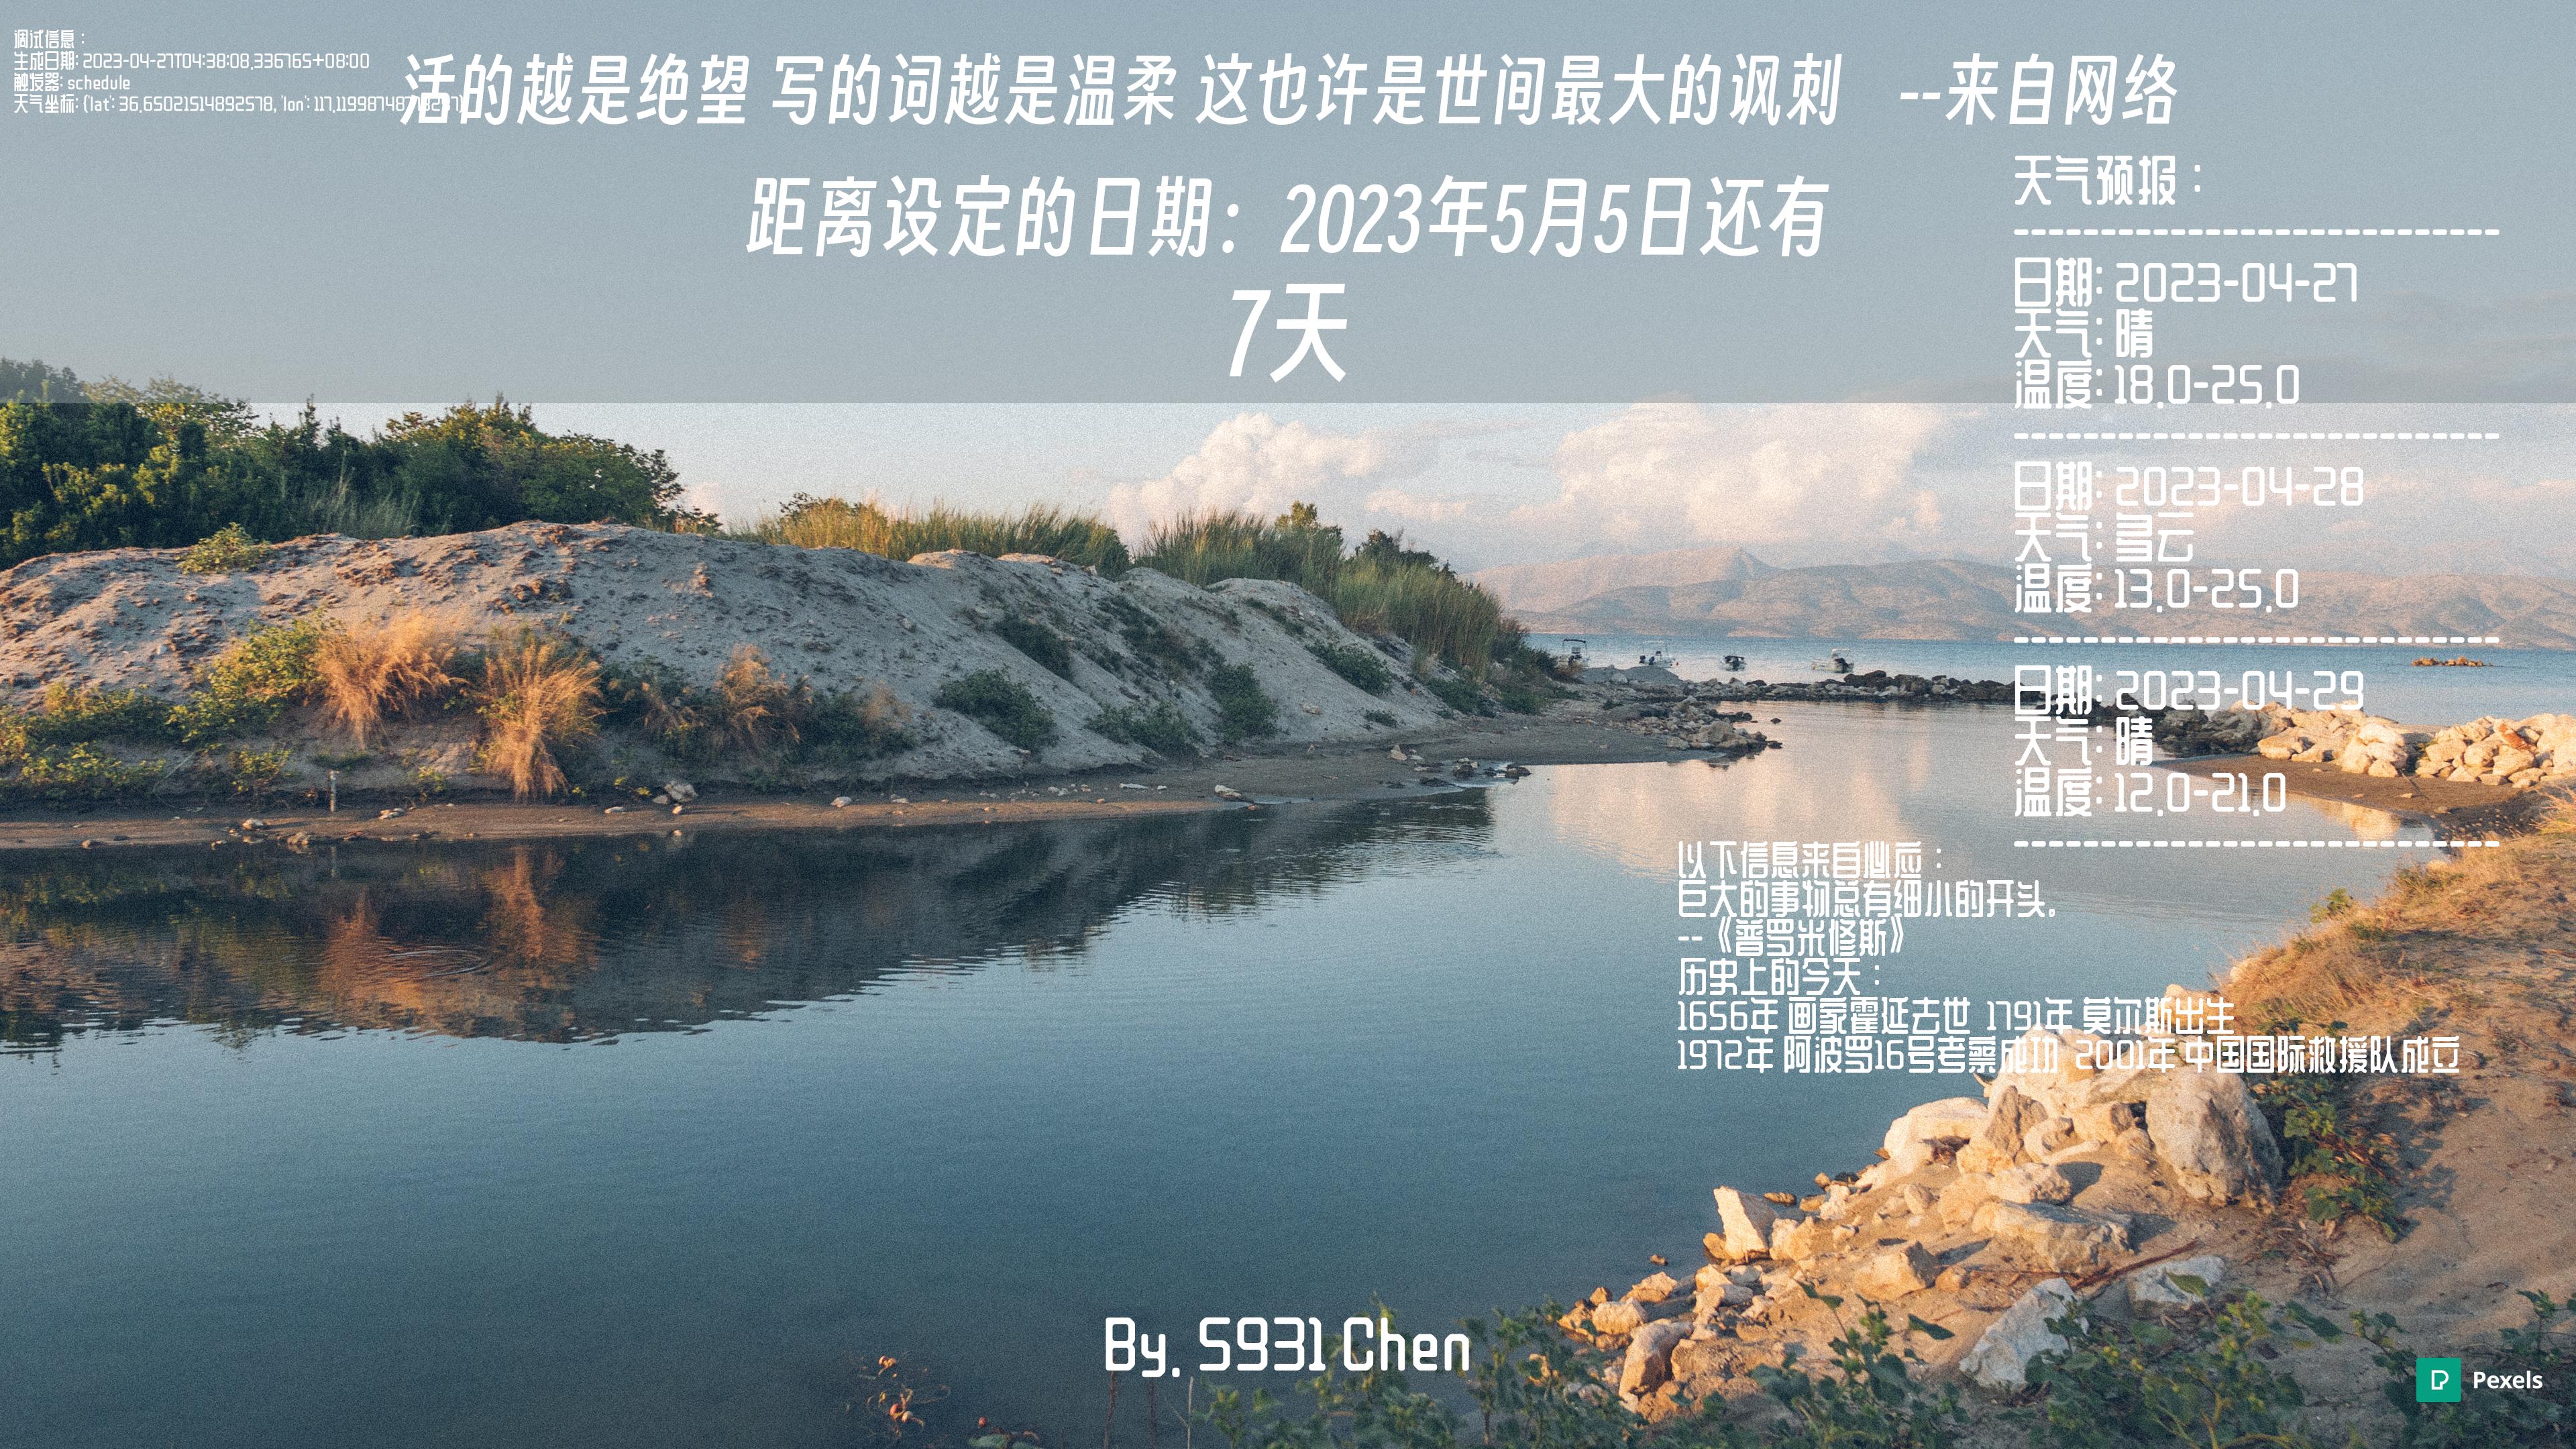 调试信息：
生成日期: 2023-04-27T04:38:08.336765+08:00
触发器: schedule
天气坐标: {'lat': 36.65021514892578, 'lon': 117.1199874877
活的越是绝望 写的词越是温柔 这也许是世间最大的讽刺 --来自网络
距离设定的日期：2023年5月5日还有
7天
天气预报：
----------------------------
日期: 2023-04-27
天气: 晴
温度: 18.0-25.0
----------------------------
日期: 2023-04-28
天气: 多云
温度: 13.0-25.0
----------------------------
日期: 2023-04-29
天气: 晴
温度: 12.0-21.0
----------------------------
以下信息来自必应：
巨大的事物总有细小的开头。
--《普罗米修斯》
历史上的今天：
1656年 画家霍延去世 1791年 莫尔斯出生
1972年 阿波罗16号考察成功 2001年 中国国际救援队成立
By. 5931 Chen
Pexels